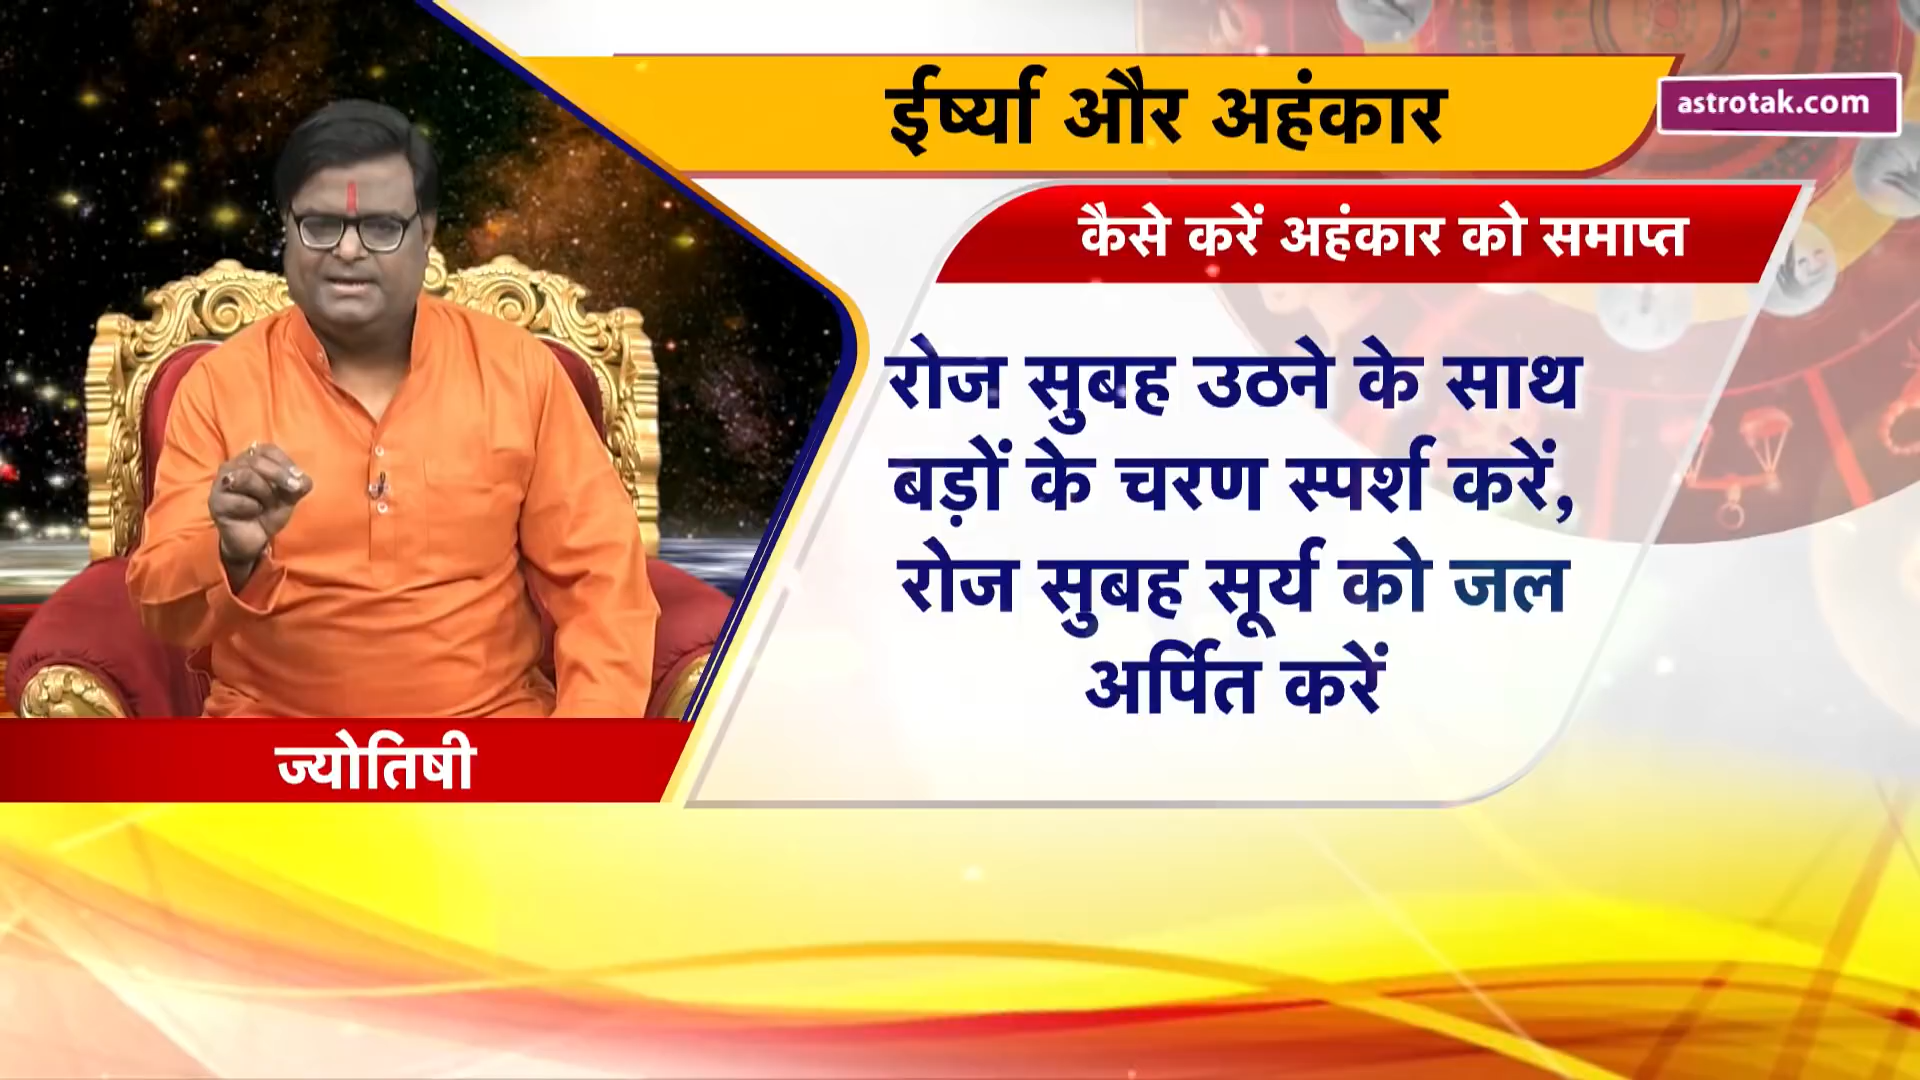 ईर्ष्या और अहंकार
astrotak.com
कैसे करें अहंकार को समाप्त
रोज सुबह उठने के साथ
बड़ों के चरण स्पर्श करें,
रोज सुबह सूर्य को जल
अर्पित करें
ज्योतिषी